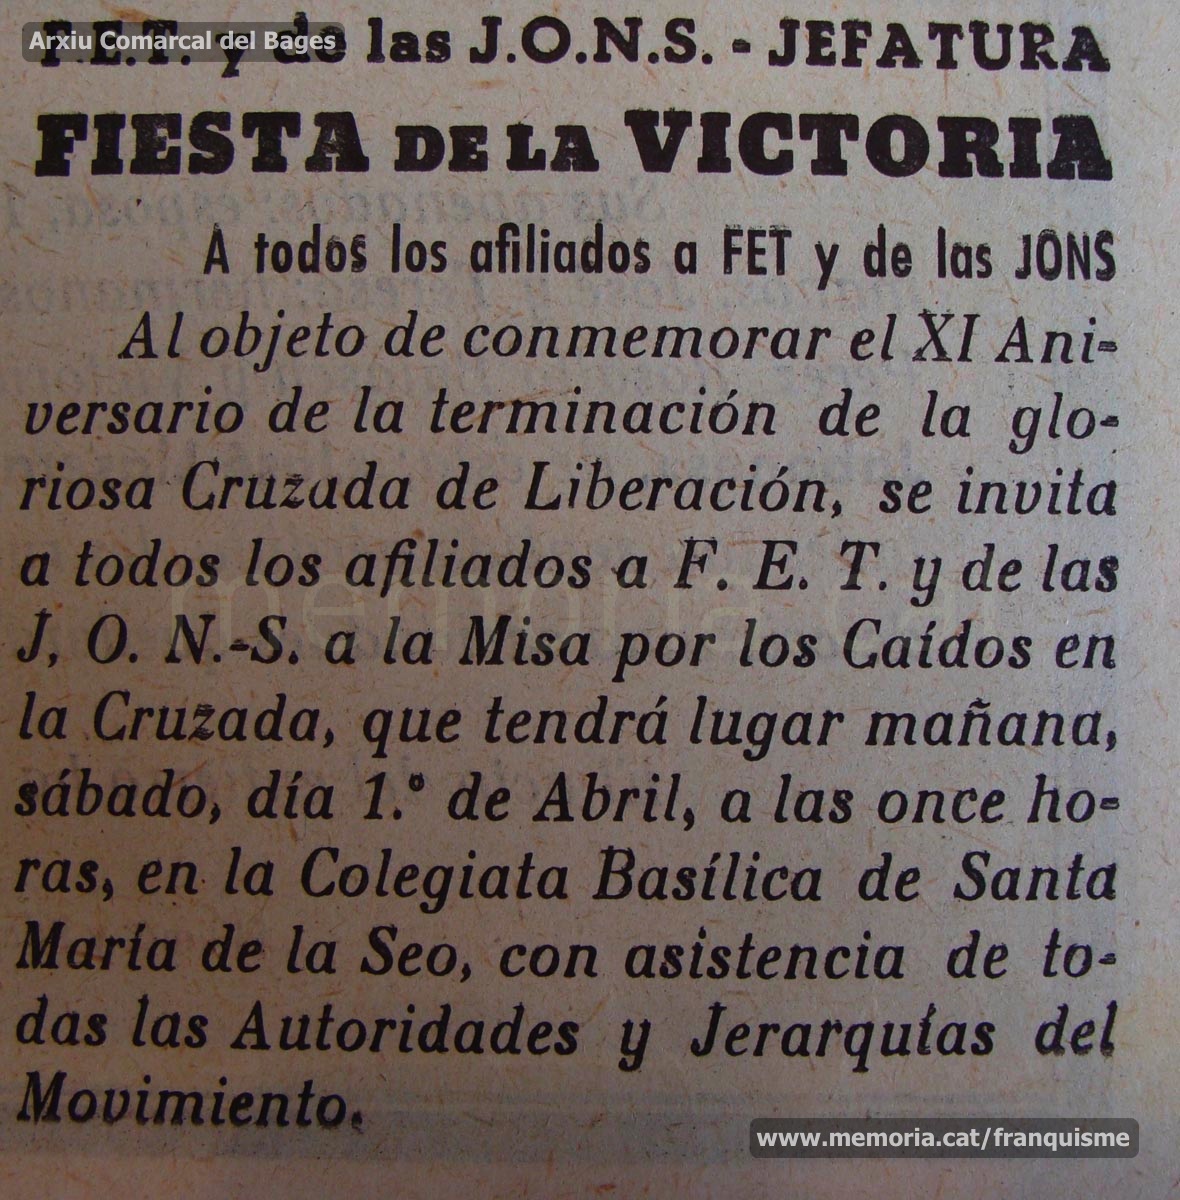 Arxiu Comarcal del Bages
F.E.T. y de las J.O.N.S. - JEFATURA
FIESTA DE LA VICTORIA
A todos los afiliados a FET y de las JONS
Al objeto de conmemorar el XI Ani-
versario de la terminación de la glo-
riosa Cruzada de Liberación, se invita
a todos los afiliados a F. E. T. y de las
J. O. N.-S. a la Misa por los Caídos en
la Cruzada, que tendrá lugar mañana,
sábado, día 1.º de Abril, a las once ho-
ras, en la Colegiata Basílica de Santa
María de la Seo, con asistencia de to-
das las Autoridades y Jerarquías del
Movimiento.
www.memoria.cat/franquisme